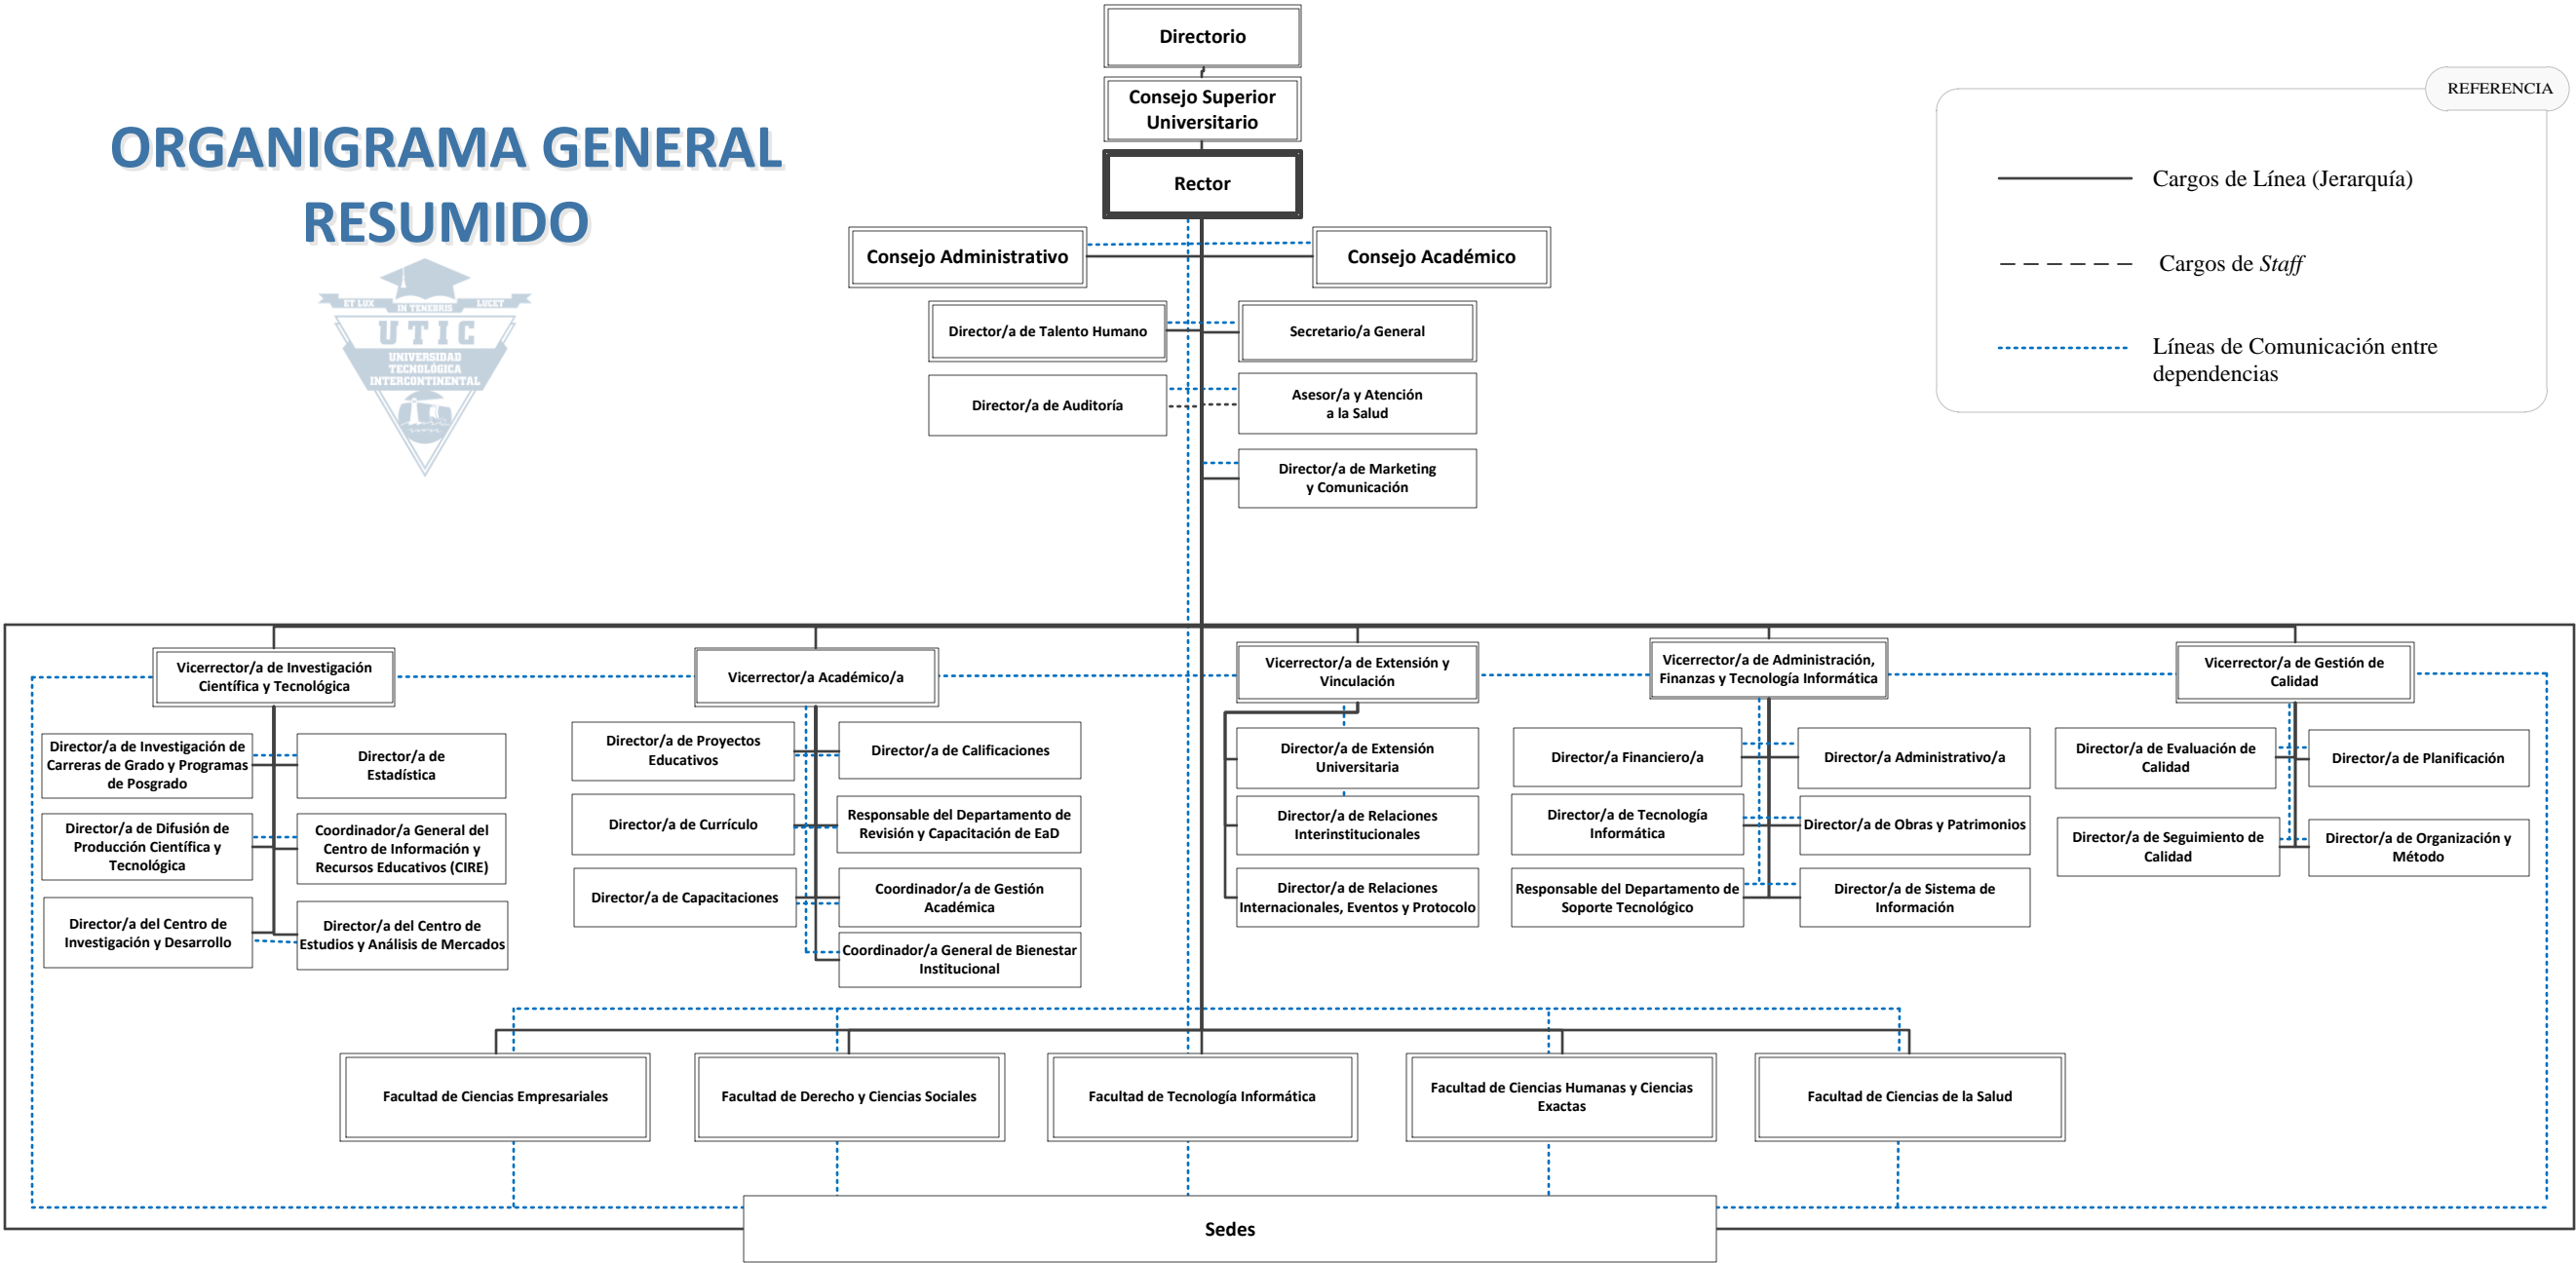 Directorio
Consejo Superior
Universitario
Rector
ORGANIGRAMA GENERAL
RESUMIDO
ET LUX
IN TENEBRIS
LUCET
UTIC
UNIVERSIDAD
TECNOLÓGICA
INTERCONTINENTAL
REFERENCIA
Cargos de Línea (Jerarquía)
Cargos de Staff
Líneas de Comunicación entre
dependencias
Consejo Administrativo
Consejo Académico
Director/a de Talento Humano
Secretario/a General
Director/a de Auditoría
Asesor/a y Atención
a la Salud
Director/a de Marketing
y Comunicación
Vicerrector/a de Investigación
Científica y Tecnológica
Vicerrector/a Académico/a
Vicerrector/a de Extensión y
Vinculación
Vicerrector/a de Administración,
Finanzas y Tecnología Informática
Vicerrector/a de Gestión de
Calidad
Director/a de Investigación de
Carreras de Grado y Programas
de Posgrado
Director/a de
Estadística
Director/a de Difusión de
Producción Científica y
Tecnológica
Coordinador/a General del
Centro de Información y
Recursos Educativos (CIRE)
Director/a del Centro de
Investigación y Desarrollo
Director/a del Centro de
Estudios y Análisis de Mercados
Director/a de Proyectos
Educativos
Director/a de Calificaciones
Director/a de Currículo
Responsable del Departamento de
Revisión y Capacitación de EaD
Director/a de Capacitaciones
Coordinador/a de Gestión
Académica
Coordinador/a General de Bienestar
Institucional
Director/a de Extensión
Universitaria
Director/a de Relaciones
Interinstitucionales
Director/a de Relaciones
Internacionales, Eventos y Protocolo
Director/a Financiero/a
Director/a Administrativo/a
Director/a de Tecnología
Informática
Director/a de Obras y Patrimonios
Responsable del Departamento de
Soporte Tecnológico
Director/a de Sistema de
Información
Director/a de Evaluación de
Calidad
Director/a de Planificación
Director/a de Seguimiento de
Calidad
Director/a de Organización y
Método
Facultad de Ciencias Empresariales
Facultad de Derecho y Ciencias Sociales
Facultad de Tecnología Informática
Facultad de Ciencias Humanas y Ciencias
Exactas
Facultad de Ciencias de la Salud
Sedes